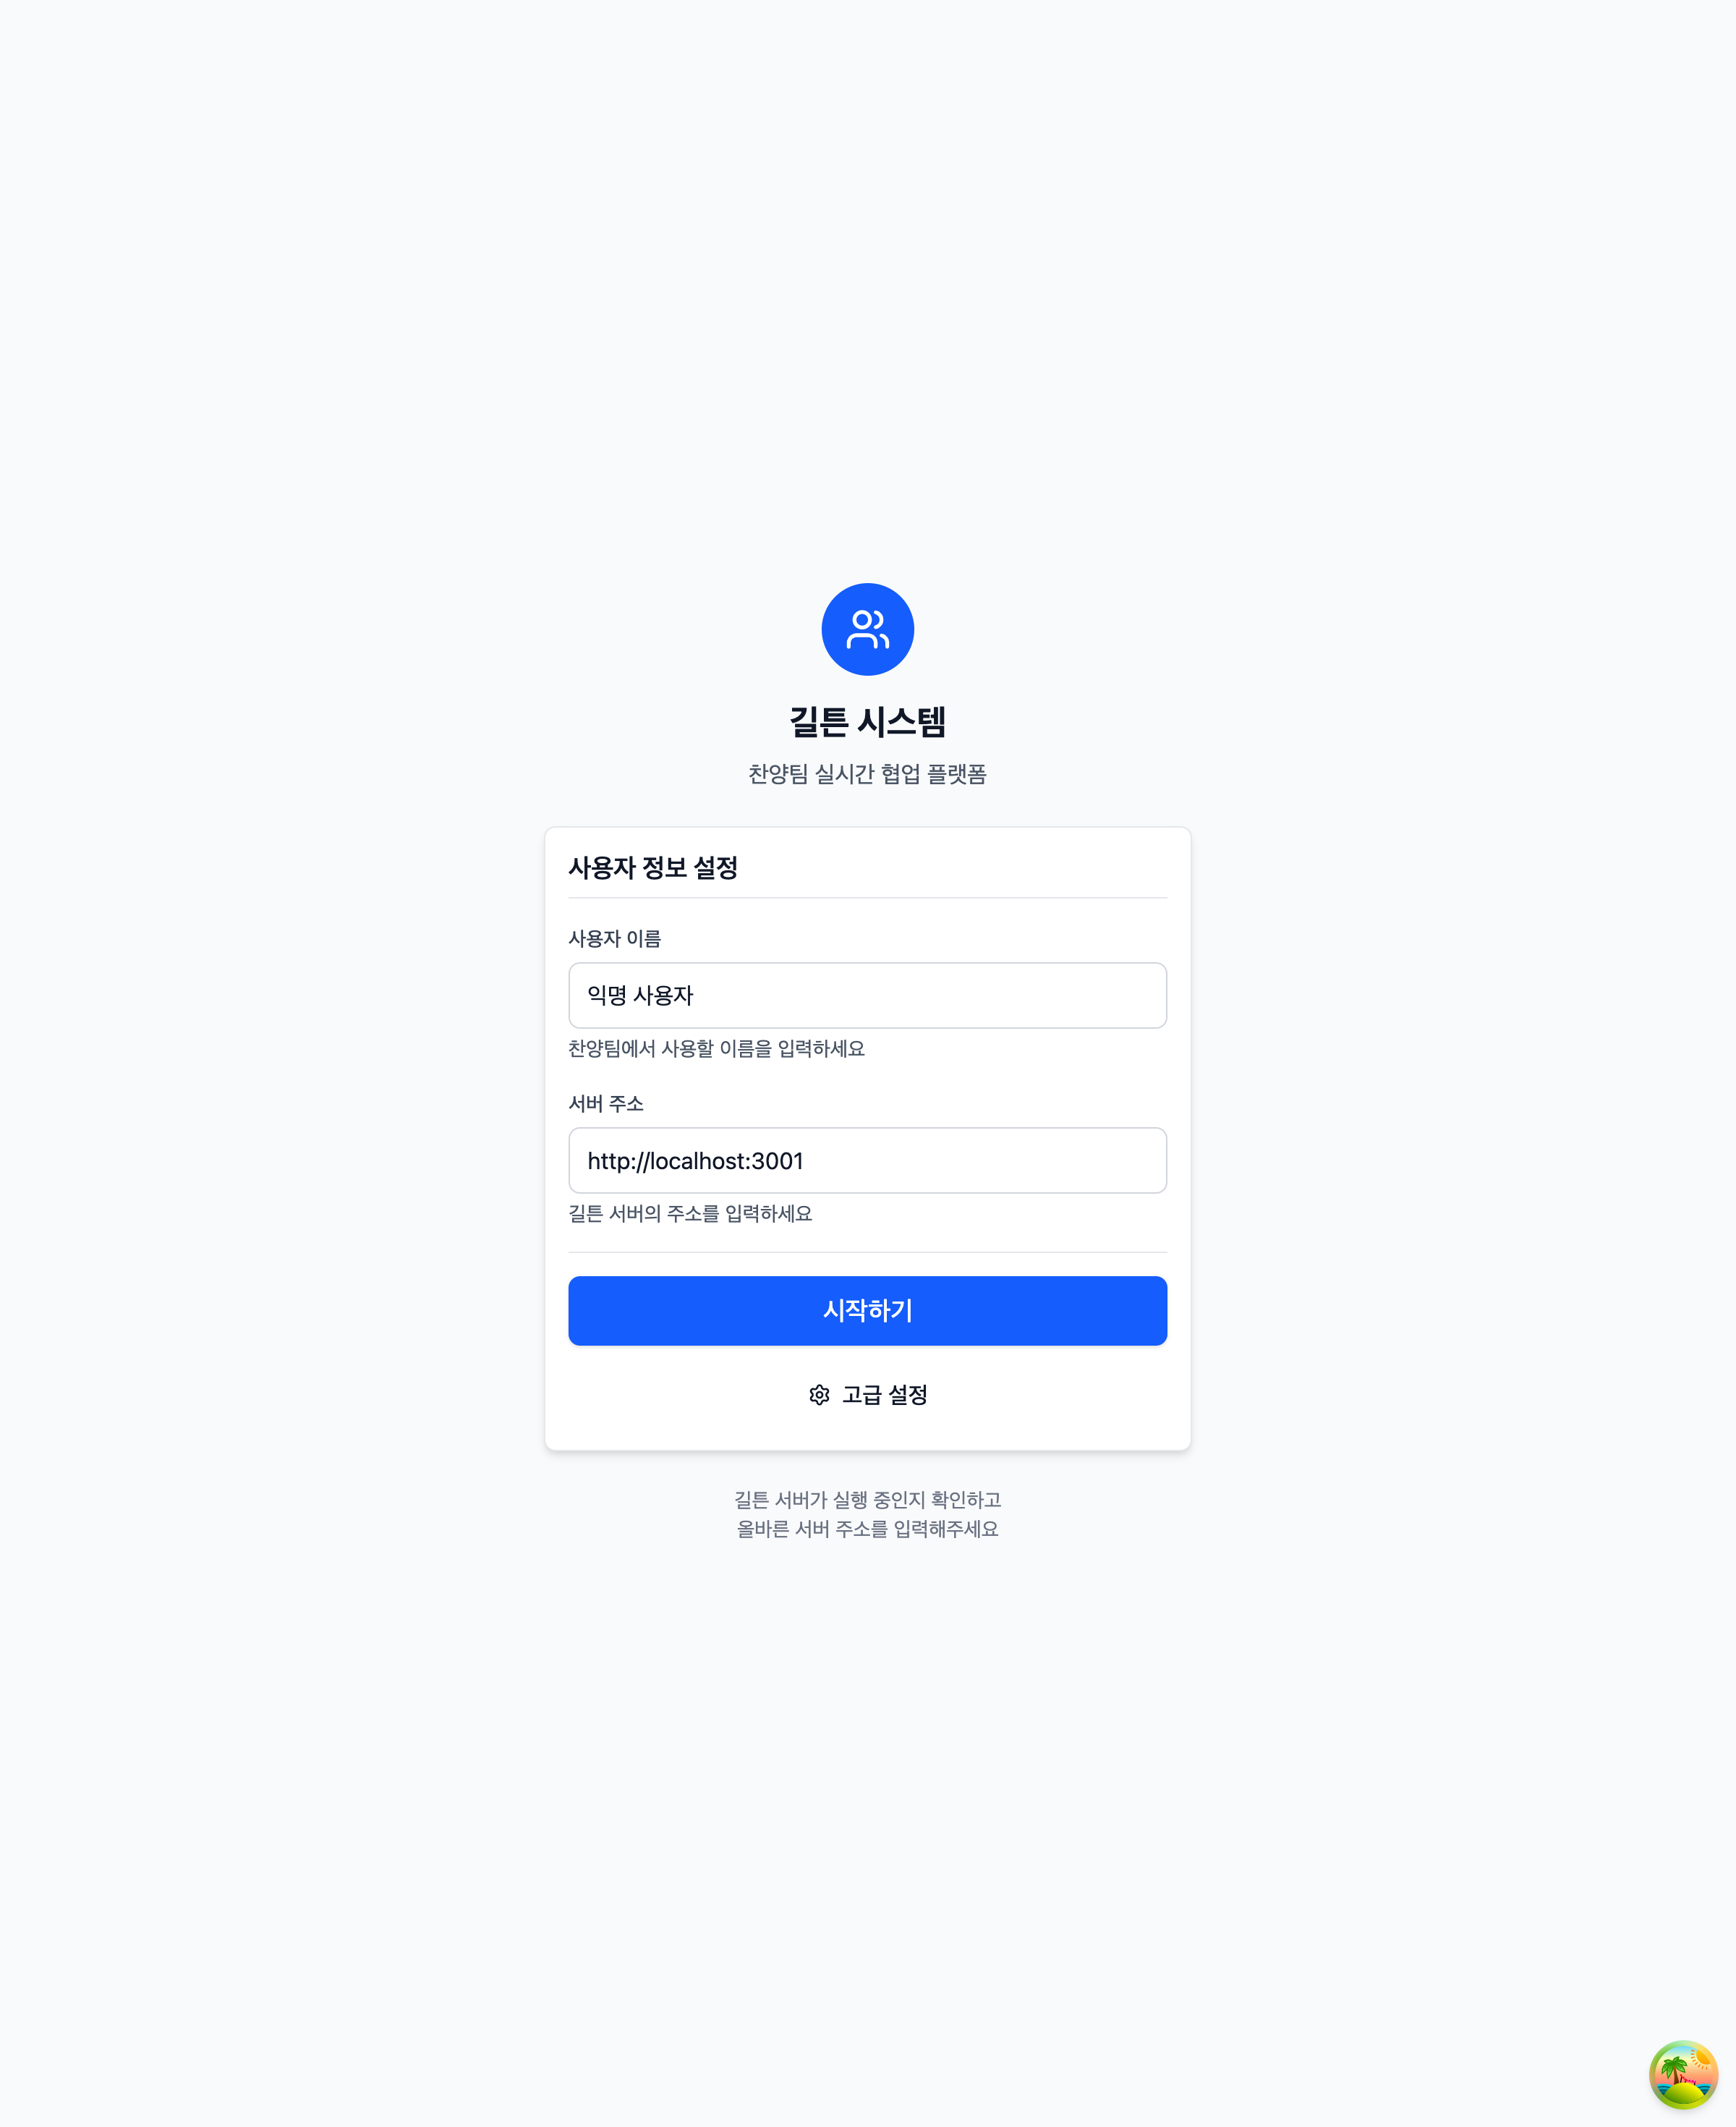 길튼 시스템
찬양팀 실시간 협업 플랫폼
사용자 정보 설정
사용자 이름
익명 사용자
찬양팀에서 사용할 이름을 입력하세요
서버 주소
http://localhost:3001
길튼 서버의 주소를 입력하세요
시작하기
고급 설정
길튼 서버가 실행 중인지 확인하고
올바른 서버 주소를 입력해주세요